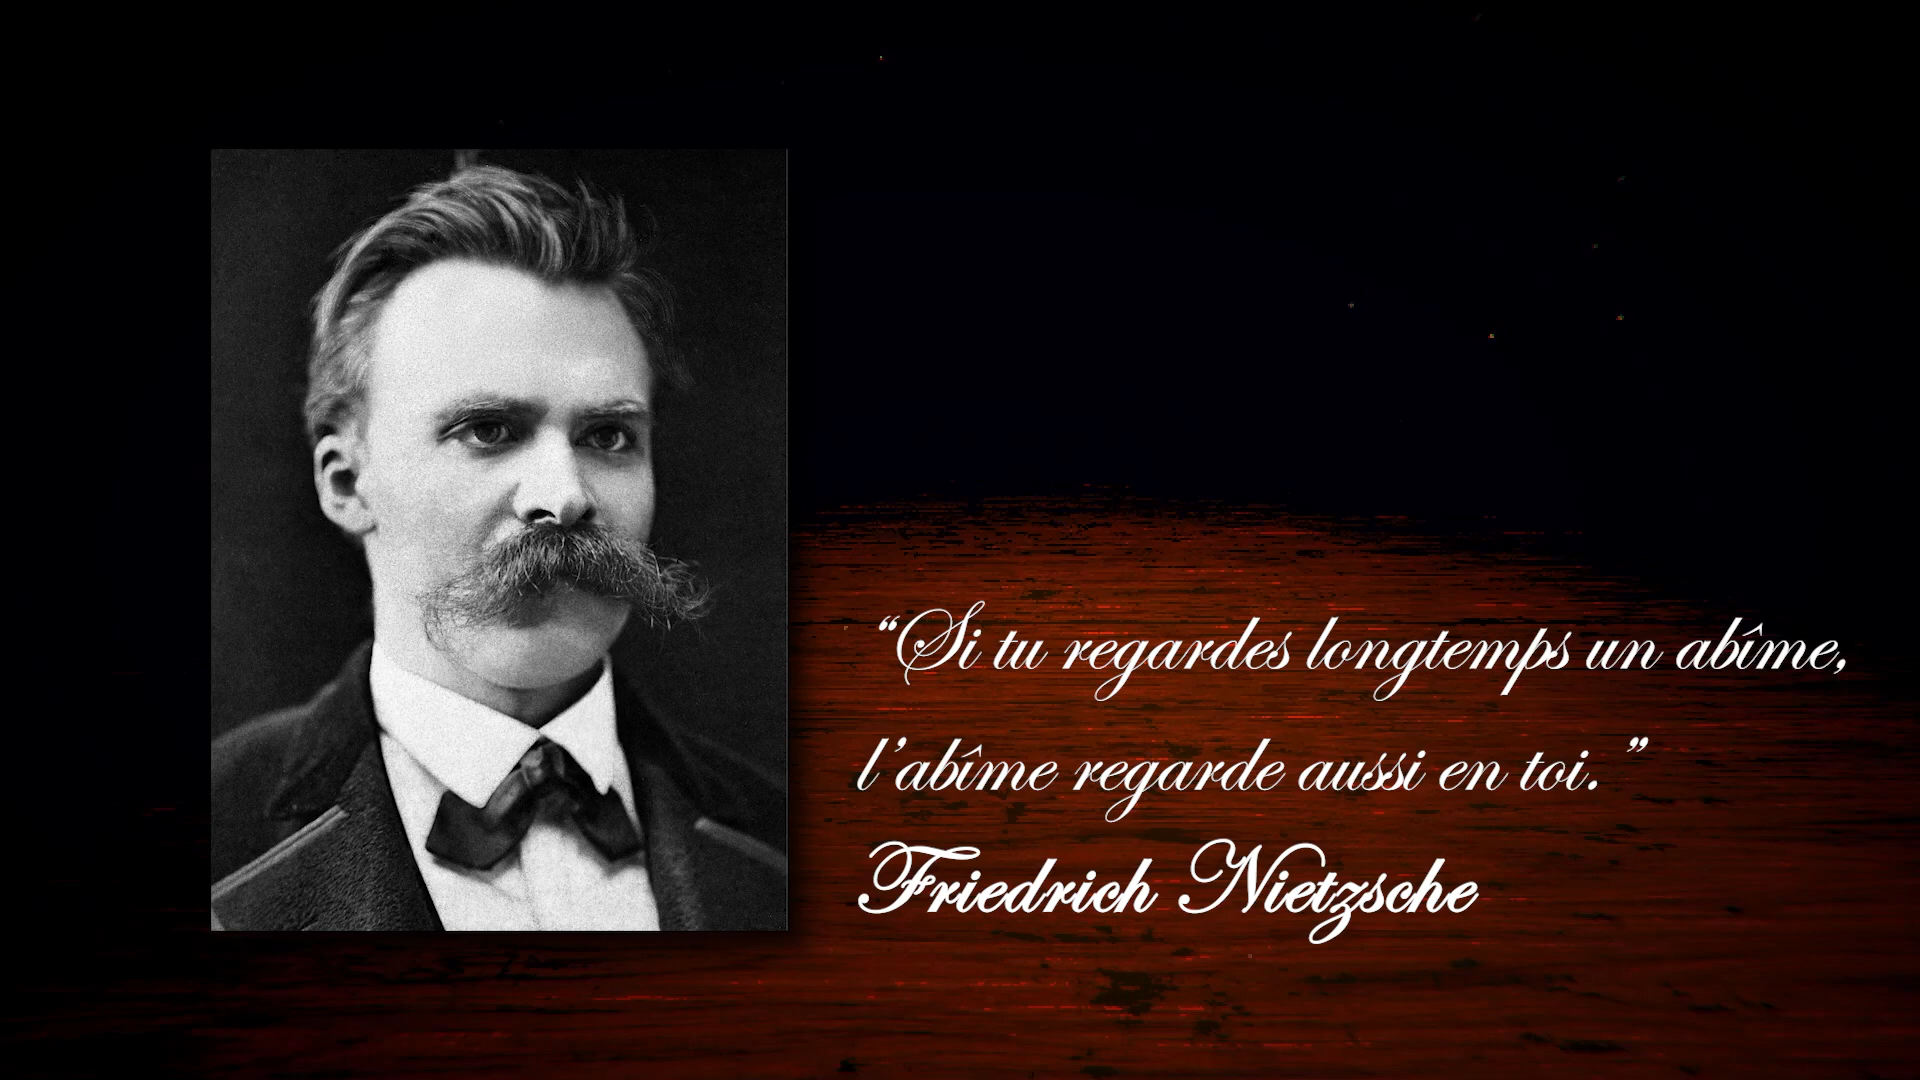 “Si tu regardes longtemps un abîme,
l’abîme regarde aussi en toi.”
Friedrich Nietzsche